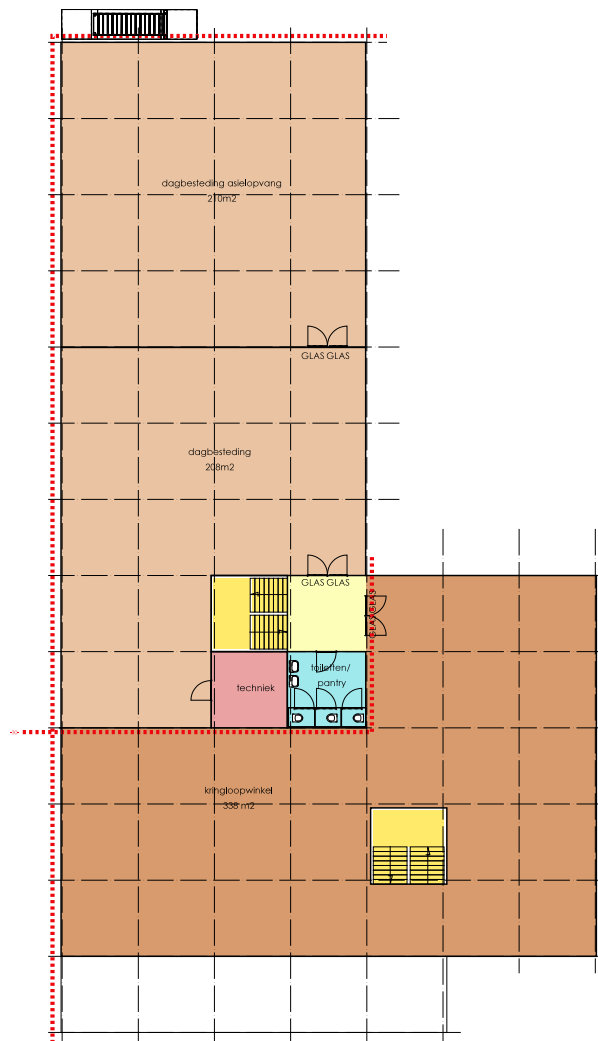 dagbesteding asielopvang
210m2
GLAS GLAS
dagbesteding
208m2
GLAS GLAS
GLAS GLAS
toiletten/
pantry
techniek
kringloopwinkel
338 m2